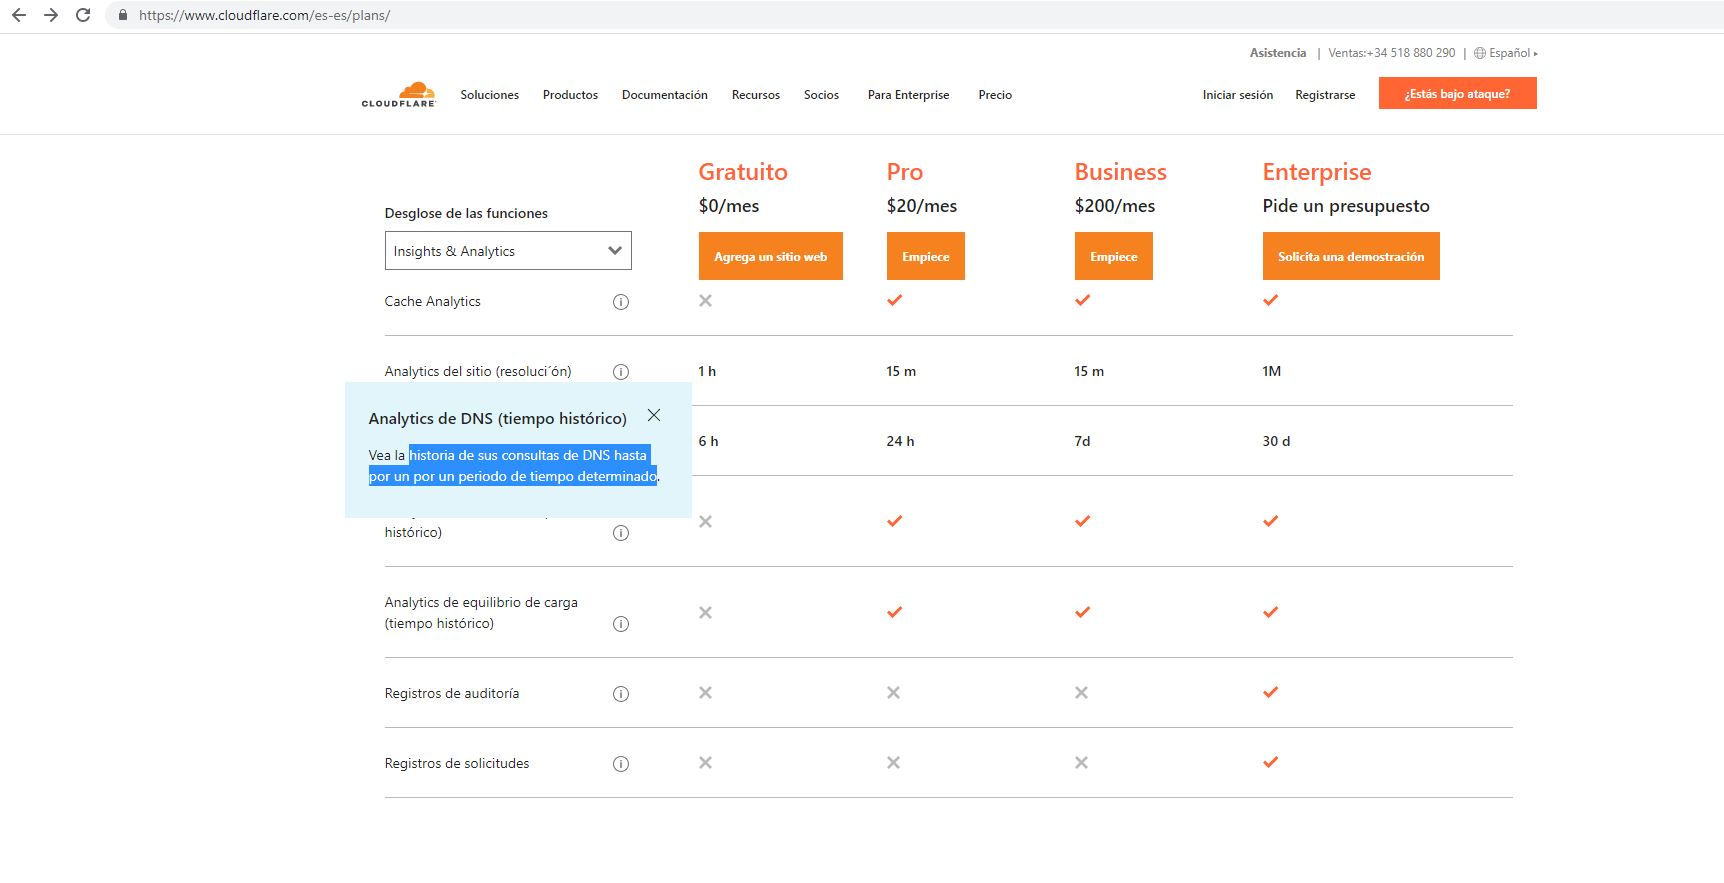 https://www.cloudflare.com/es-es/plans/
Asistencia | Ventas:+34 518 880 290 | Español
CLOUDFLARE Soluciones Productos Documentación Recursos Socios Para Enterprise Precio Iniciar sesión Registrarse ¿Estás bajo ataque?
Gratuito Pro Business Enterprise
$0/mes $20/mes $200/mes Pide un presupuesto
Desglose de las funciones
Insights & Analytics Agrega un sitio web Empiece Empiece Solicita una demostración
Cache Analytics
Analytics del sitio (resoluci´ón) 1 h 15 m 15 m 1M
Analytics de DNS (tiempo histórico)
6 h 24 h 7d 30 d
Vea la historia de sus consultas de DNS hasta
por un por un periodo de tiempo determinado.
histórico)
Analytics de equilibrio de carga
(tiempo histórico)
Registros de auditoría
Registros de solicitudes